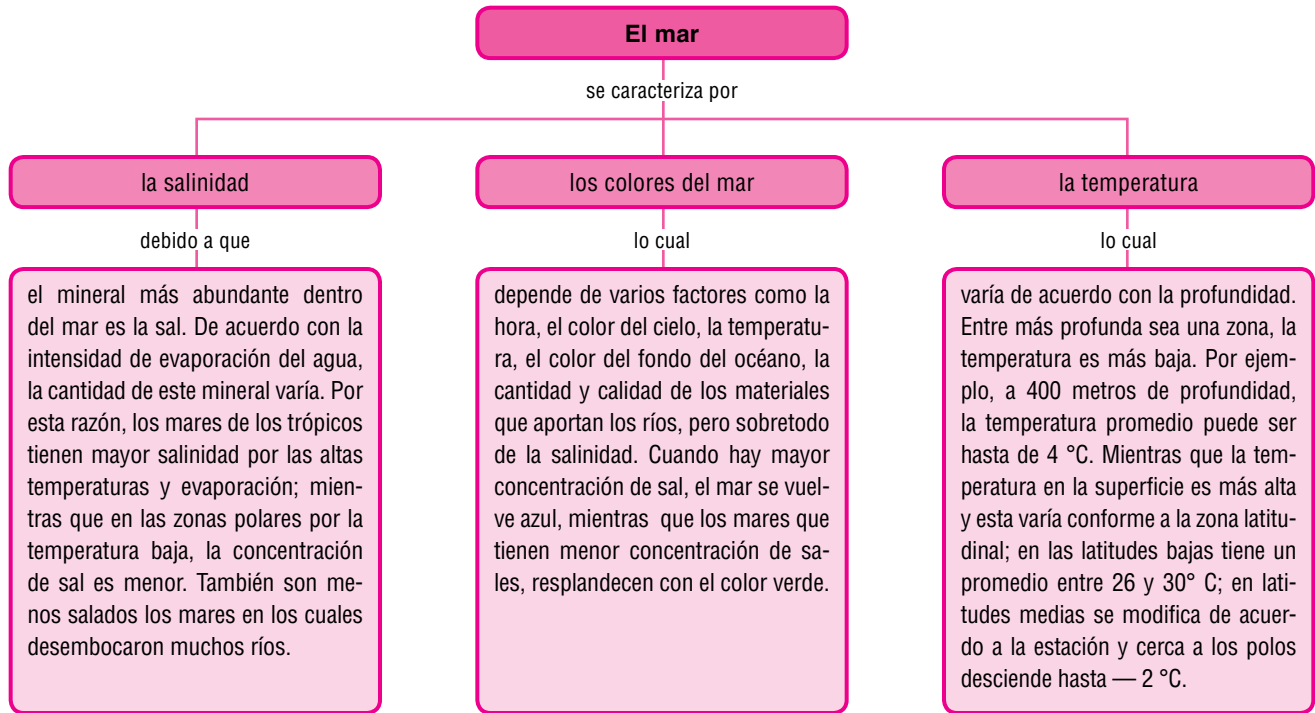 El mar
se caracteriza por
la salinidad
debido a que
el mineral más abundante dentro
del mar es la sal. De acuerdo con la
intensidad de evaporación del agua,
la cantidad de este mineral varía. Por
esta razón, los mares de los trópicos
tienen mayor salinidad por las altas
temperaturas y evaporación; mien-
tras que en las zonas polares por la
temperatura baja, la concentración
de sal es menor. También son me-
nos salados los mares en los cuales
desembocaron muchos ríos.
los colores del mar
lo cual
depende de varios factores como la
hora, el color del cielo, la temperatu-
ra, el color del fondo del océano, la
cantidad y calidad de los materiales
que aportan los ríos, pero sobretodo
de la salinidad. Cuando hay mayor
concentración de sal, el mar se vuel-
ve azul, mientras que los mares que
tienen menor concentración de sa-
les, resplandecen con el color verde.
la temperatura
lo cual
varía de acuerdo con la profundidad.
Entre más profunda sea una zona, la
temperatura es más baja. Por ejem-
plo, a 400 metros de profundidad,
la temperatura promedio puede ser
hasta de 4 °C. Mientras que la tem-
peratura en la superficie es más alta
y esta varía conforme a la zona latitu-
dinal; en las latitudes bajas tiene un
promedio entre 26 y 30° C; en lati-
tudes medias se modifica de acuer-
do a la estación y cerca a los polos
desciende hasta — 2 °C.